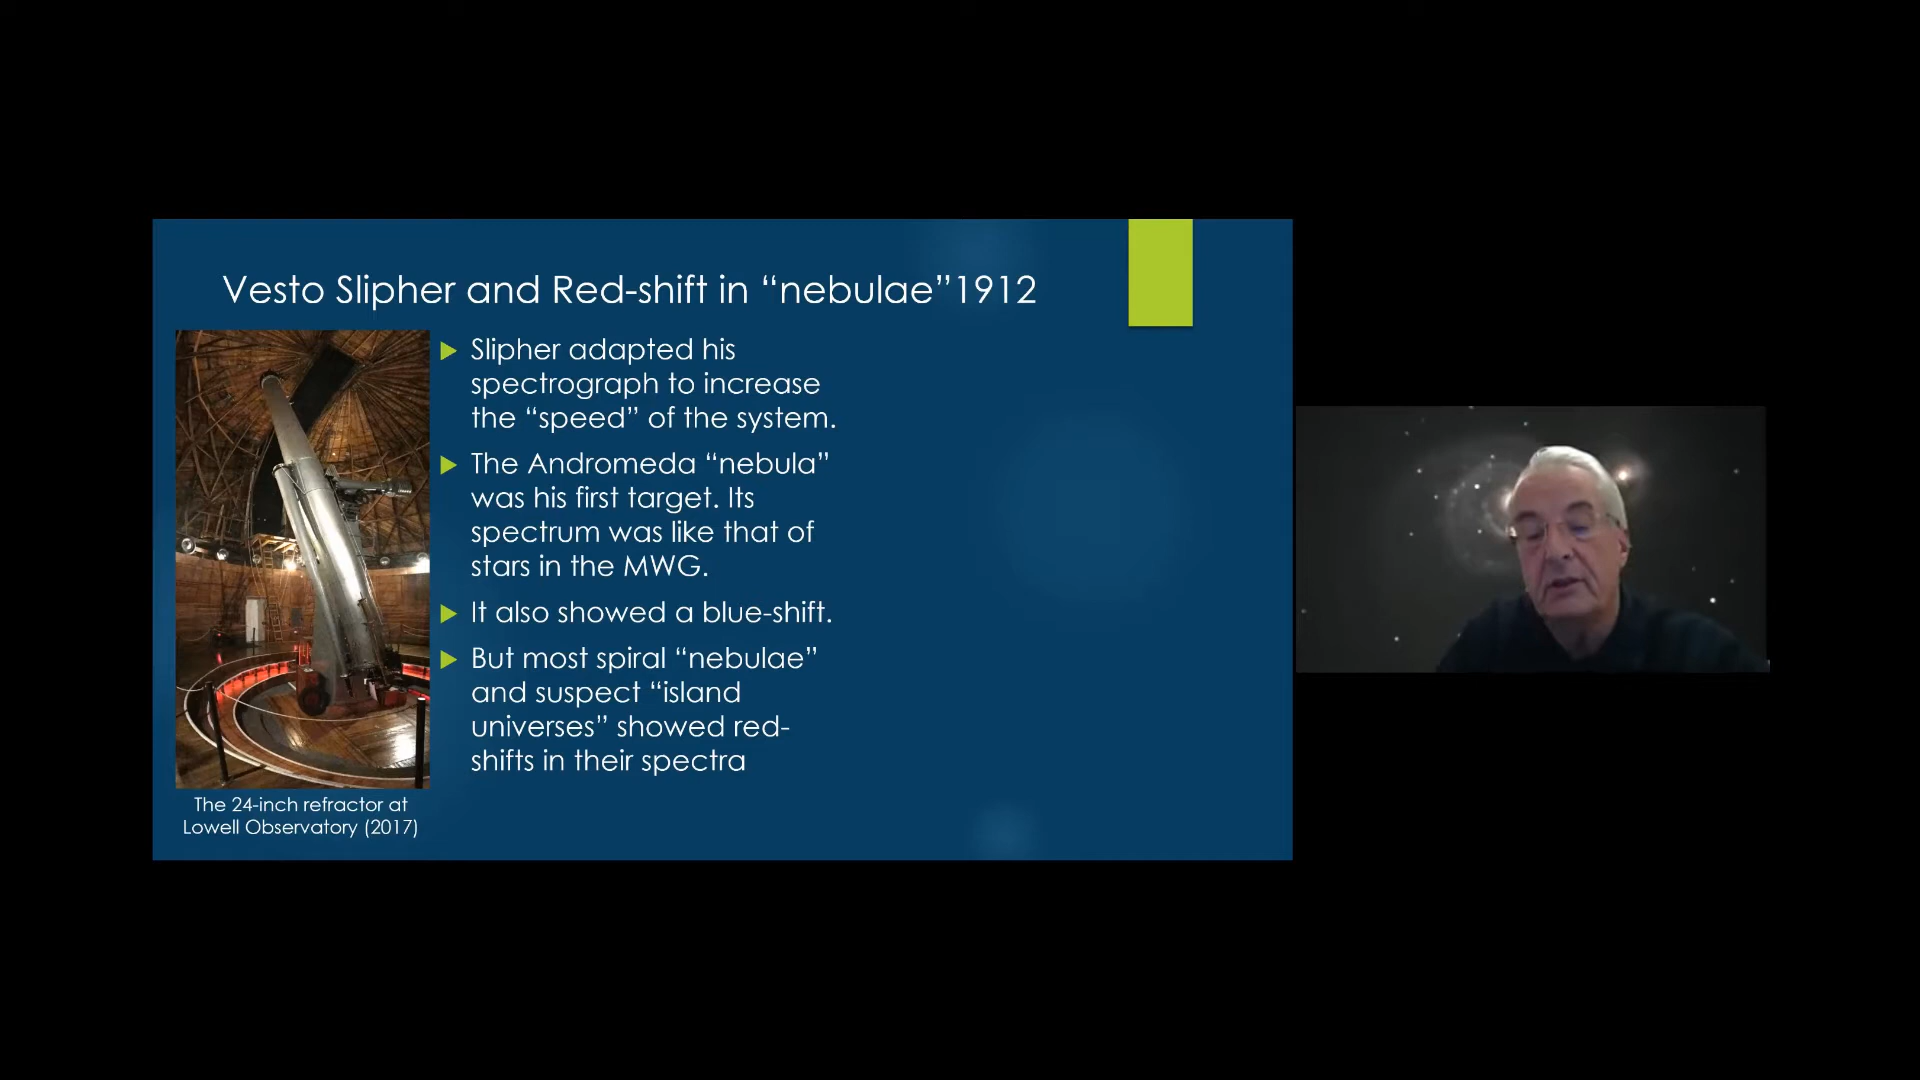 Vesto Slipher and Red-shift in “nebulae”1912
Slipher adapted his
spectrograph to increase
the “speed” of the system.
The Andromeda “nebula”
was his first target. Its
spectrum was like that of
stars in the MWG.
It also showed a blue-shift.
But most spiral “nebulae”
and suspect “island
universes” showed red-
shifts in their spectra
The 24-inch refractor at
Lowell Observatory (2017)